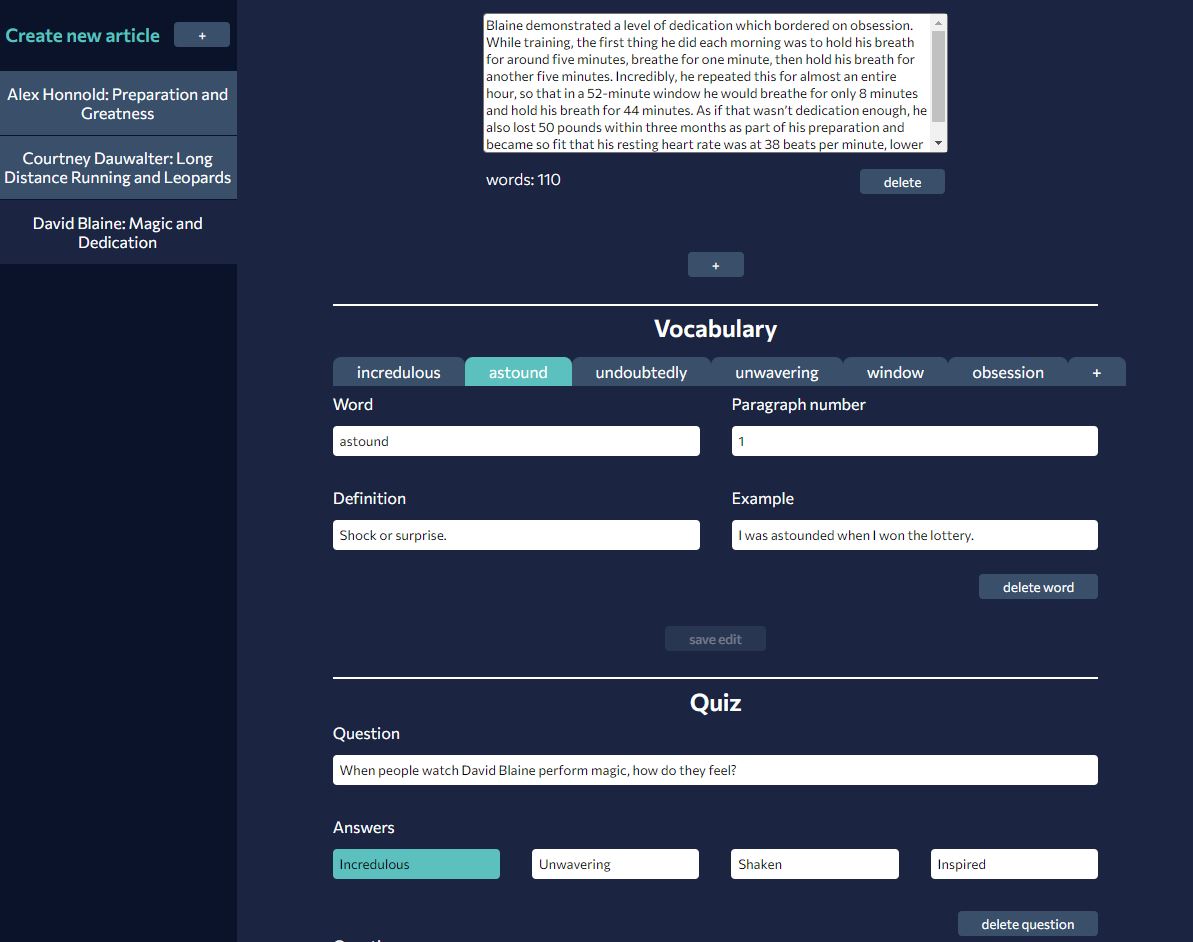 Create new article +
Alex Honnold: Preparation and
Greatness
Courtney Dauwalter: Long
Distance Running and Leopards
David Blaine: Magic and
Dedication
Blaine demonstrated a level of dedication which bordered on obsession.
While training, the first thing he did each morning was to hold his breath
for around five minutes, breathe for one minute, then hold his breath for
another five minutes. Incredibly, he repeated this for almost an entire
hour, so that in a 52-minute window he would breathe for only 8 minutes
and hold his breath for 44 minutes. As if that wasn’t dedication enough, he
also lost 50 pounds within three months as part of his preparation and
became so fit that his resting heart rate was at 38 beats per minute, lower
words: 110
delete
+
Vocabulary
incredulous astound undoubtedly unwavering window obsession +
Word Paragraph number
astound 1
Definition Example
Shock or surprise. I was astounded when I won the lottery.
delete word
save edit
Quiz
Question
When people watch David Blaine perform magic, how do they feel?
Answers
Incredulous Unwavering Shaken Inspired
delete question